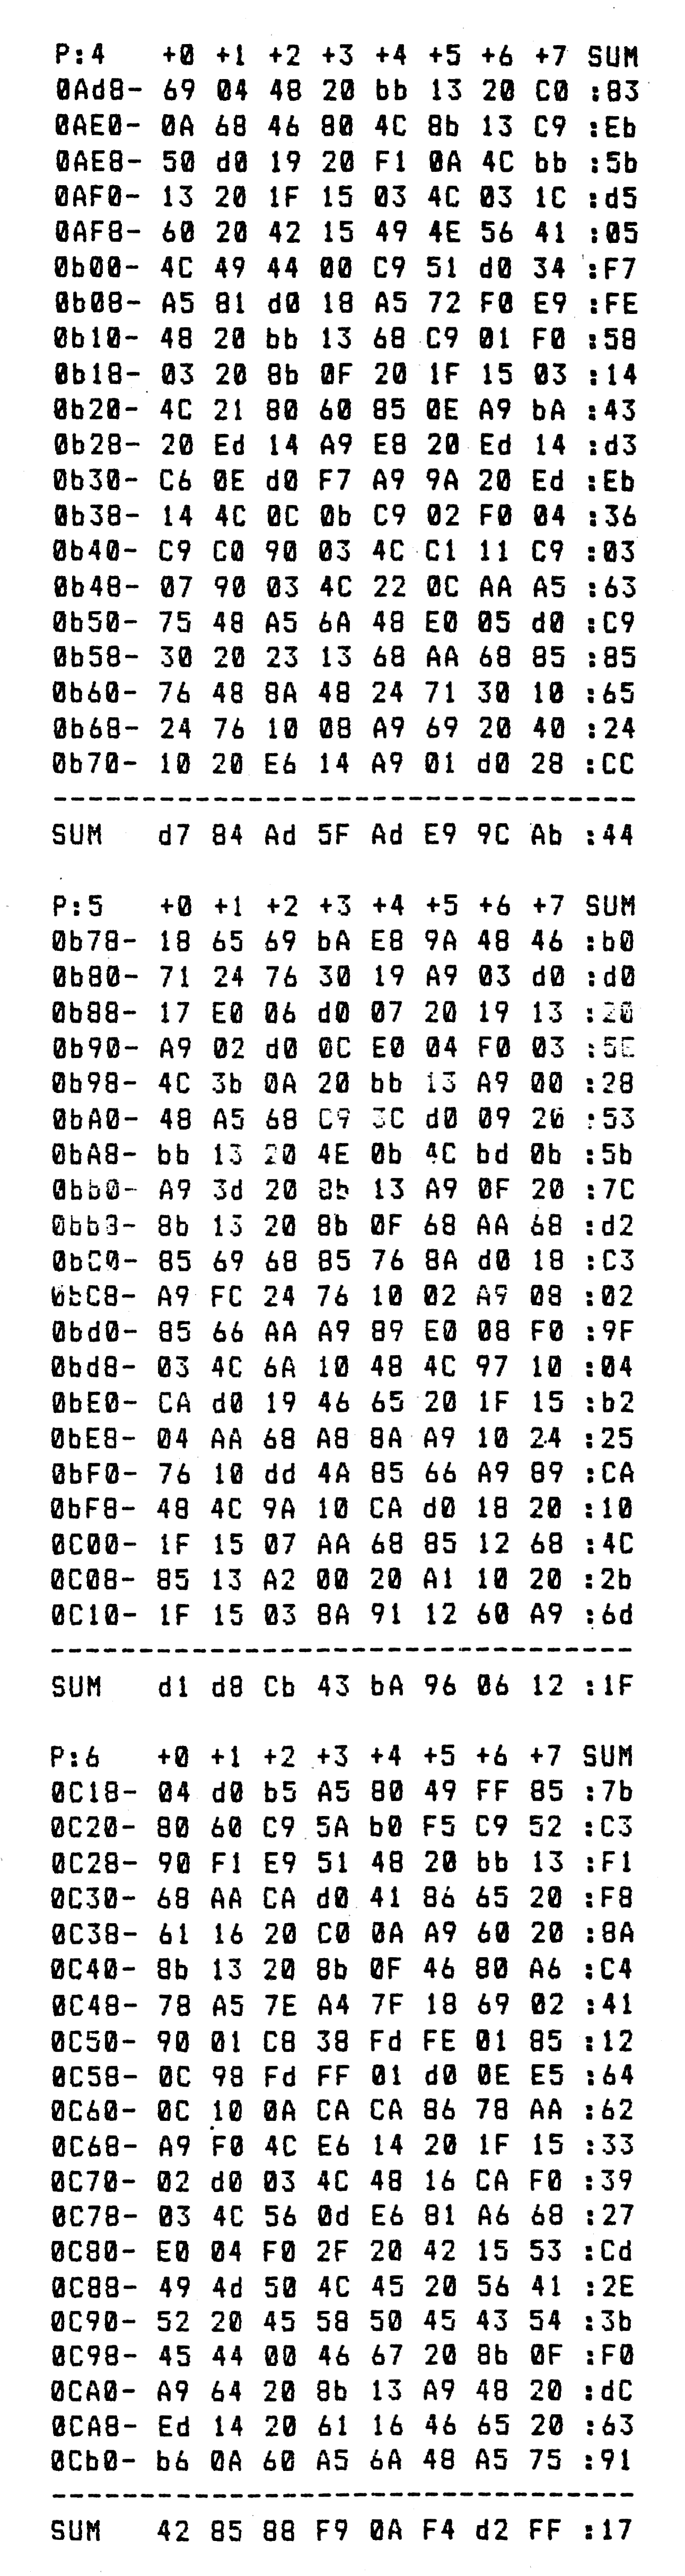 P:4 +0 +1 +2 +3 +4 +5 +6 +7 SUM
0Ad8- 69 04 48 20 bb 13 20 C0 :83
0AE0- 0A 68 46 80 4C 8b 13 C9 :Eb
0AE8- 50 d0 19 20 F1 0A 4C bb :5b
0AF0- 13 20 1F 15 03 4C 03 1C :d5
0AF8- 60 20 42 15 49 4E 56 41 :05
0b00- 4C 49 44 00 C9 51 d0 34 :F7
0b08- A5 81 d0 18 A5 72 F0 E9 :FE
0b10- 48 20 bb 13 68 C9 01 F0 :58
0b18- 03 20 8b 0F 20 1F 15 03 :14
0b20- 4C 21 80 60 85 0E A9 bA :43
0b28- 20 Ed 14 A9 E8 20 Ed 14 :d3
0b30- C6 0E d0 F7 A9 9A 20 Ed :Eb
0b38- 14 4C 0C 0b C9 02 F0 04 :36
0b40- C9 C0 90 03 4C C1 11 C9 :03
0b48- 07 90 03 4C 22 0C AA A5 :63
0b50- 75 48 A5 6A 48 E0 05 d0 :C9
0b58- 30 20 23 13 68 AA 68 85 :85
0b60- 76 48 8A 48 24 71 30 10 :65
0b68- 24 76 10 08 A9 69 20 40 :24
0b70- 10 20 E6 14 A9 01 d0 28 :CC
-----------------------------------
SUM d7 84 Ad 5F Ad E9 9C Ab :44
P:5 +0 +1 +2 +3 +4 +5 +6 +7 SUM
0b78- 18 65 69 bA E8 9A 48 46 :b0
0b80- 71 24 76 30 19 A9 03 d0 :d0
0b88- 17 E0 06 d0 07 20 19 13 :20
0b90- A9 02 d0 0C E0 04 F0 03 :5E
0b98- 4C 3b 0A 20 bb 13 A9 00 :28
0bA0- 48 A5 68 C9 3C d0 09 20 :53
0bA8- bb 13 20 4E 0b 4C bd 0b :5b
0bb0- A9 3d 20 8b 13 A9 0F 20 :7C
0bb8- 8b 13 20 8b 0F 68 AA 68 :d2
0bC0- 85 69 68 85 76 8A d0 18 :C3
0bC8- A9 FC 24 76 10 02 A9 08 :02
0bd0- 85 66 AA A9 89 E0 08 F0 :9F
0bd8- 03 4C 6A 10 48 4C 97 10 :04
0bE0- CA d0 19 46 65 20 1F 15 :b2
0bE8- 04 AA 68 A8 8A A9 10 24 :25
0bF0- 76 10 dd 4A 85 66 A9 89 :CA
0bF8- 48 4C 9A 10 CA d0 18 20 :10
0C00- 1F 15 07 AA 68 85 12 68 :4C
0C08- 85 13 A2 00 20 A1 10 20 :2b
0C10- 1F 15 03 8A 91 12 60 A9 :6d
-----------------------------------
SUM d1 d8 Cb 43 bA 96 06 12 :1F
P:6 +0 +1 +2 +3 +4 +5 +6 +7 SUM
0C18- 04 d0 b5 A5 80 49 FF 85 :7b
0C20- 80 60 C9 5A b0 F5 C9 52 :C3
0C28- 90 F1 E9 51 48 20 bb 13 :F1
0C30- 68 AA CA d0 41 86 65 20 :F8
0C38- 61 16 20 C0 0A A9 60 20 :8A
0C40- 8b 13 20 8b 0F 46 80 A6 :C4
0C48- 78 A5 7E A4 7F 18 69 02 :41
0C50- 90 01 C8 38 Fd FE 01 85 :12
0C58- 0C 98 Fd FF 01 d0 0E E5 :64
0C60- 0C 10 0A CA CA 86 78 AA :62
0C68- A9 F0 4C E6 14 20 1F 15 :33
0C70- 02 d0 03 4C 48 16 CA F0 :39
0C78- 03 4C 56 0d E6 81 A6 68 :27
0C80- E0 04 F0 2F 20 42 15 53 :Cd
0C88- 49 4d 50 4C 45 20 56 41 :2E
0C90- 52 20 45 58 50 45 43 54 :3b
0C98- 45 44 00 46 67 20 8b 0F :F0
0CA0- A9 64 20 8b 13 A9 48 20 :dC
0CA8- Ed 14 20 61 16 46 65 20 :63
0Cb0- b6 0A 60 A5 6A 48 A5 75 :91
-----------------------------------
SUM 42 85 88 F9 0A F4 d2 FF :17